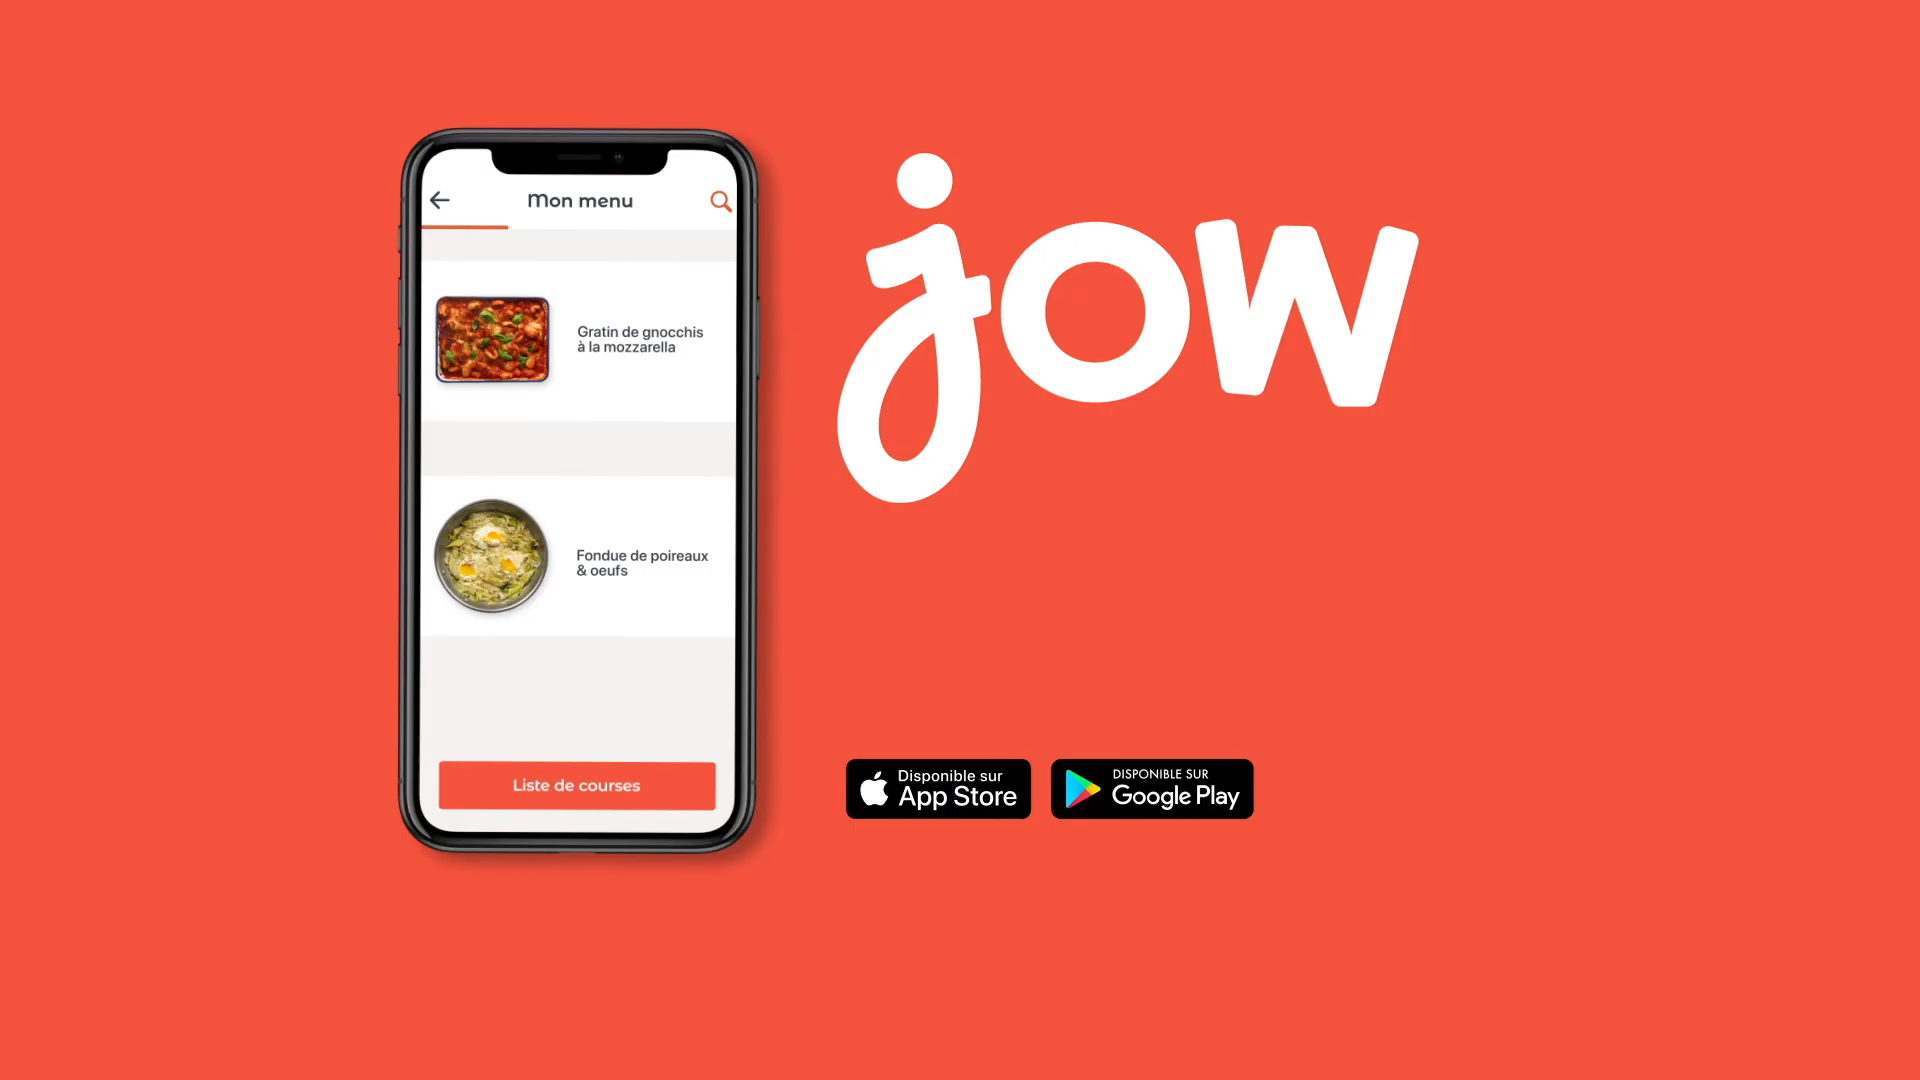 Mon menu
Gratin de gnocchis
à la mozzarella
Fondue de poireaux
& oeufs
Liste de courses
jow
Disponible sur
App Store
DISPONIBLE SUR
Google Play